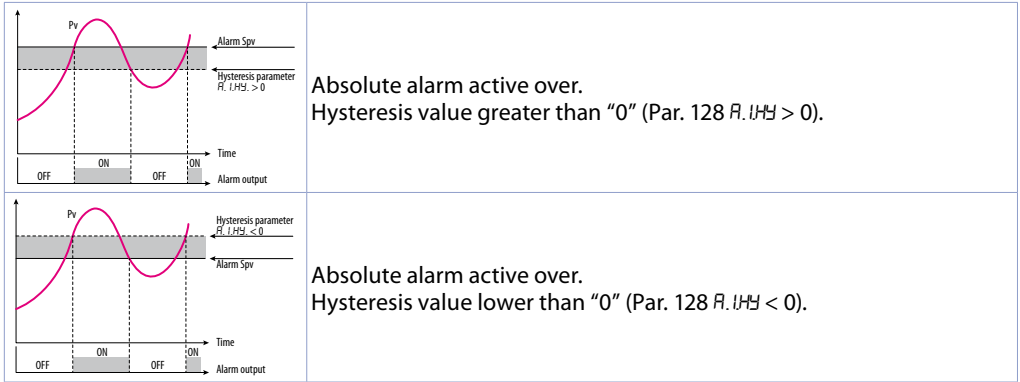 Pv
Alarm Spv
Hysteresis parameter
A. 1.HY. > 0
Time
ON
ON
OFF
OFF
Alarm output
Absolute alarm active over.
Hysteresis value greater than “0” (Par. 128 A. 1.HY > 0).
Pv
Hysteresis parameter
A. 1.HY. < 0
Alarm Spv
Time
ON
ON
OFF
OFF
Alarm output
Absolute alarm active over.
Hysteresis value lower than “0” (Par. 128 A. 1.HY < 0).